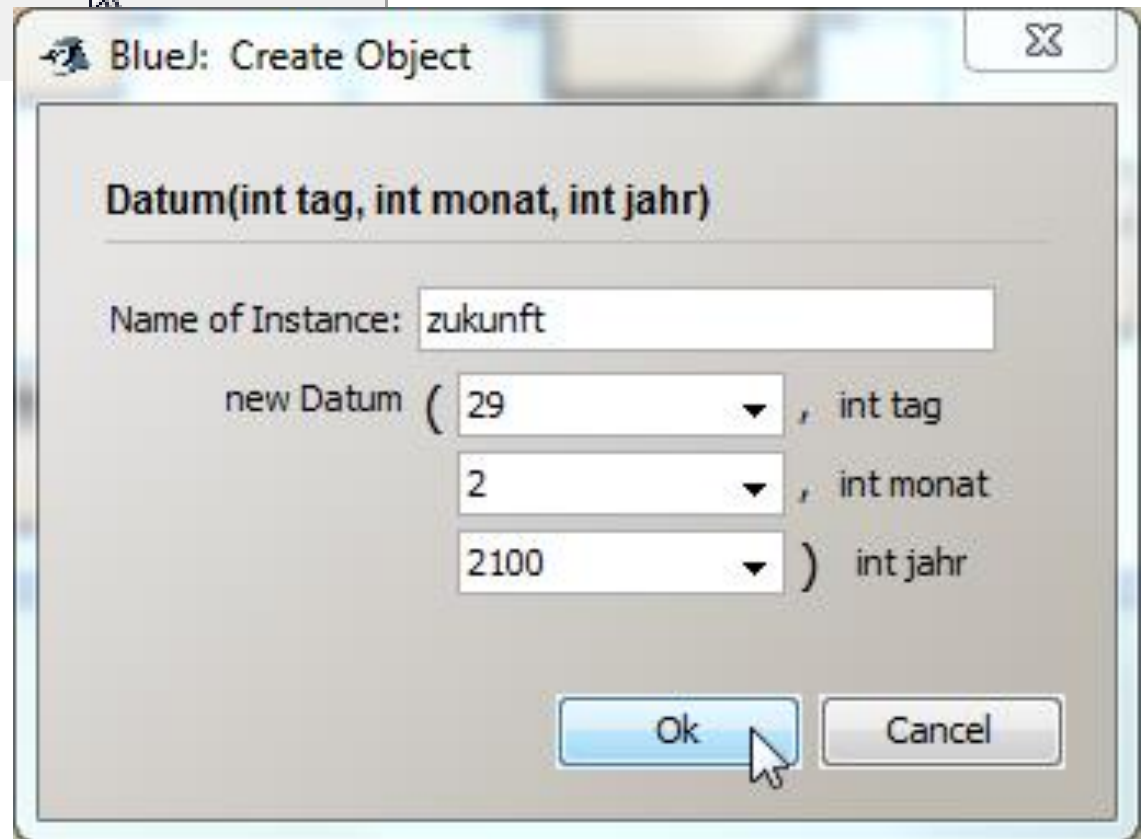 BlueJ: Create Object
Datum(int tag, int monat, int jahr)
Name of Instance: zukunft
new Datum ( 29 , int tag
2 , int monat
2100 ) int jahr
Ok Cancel